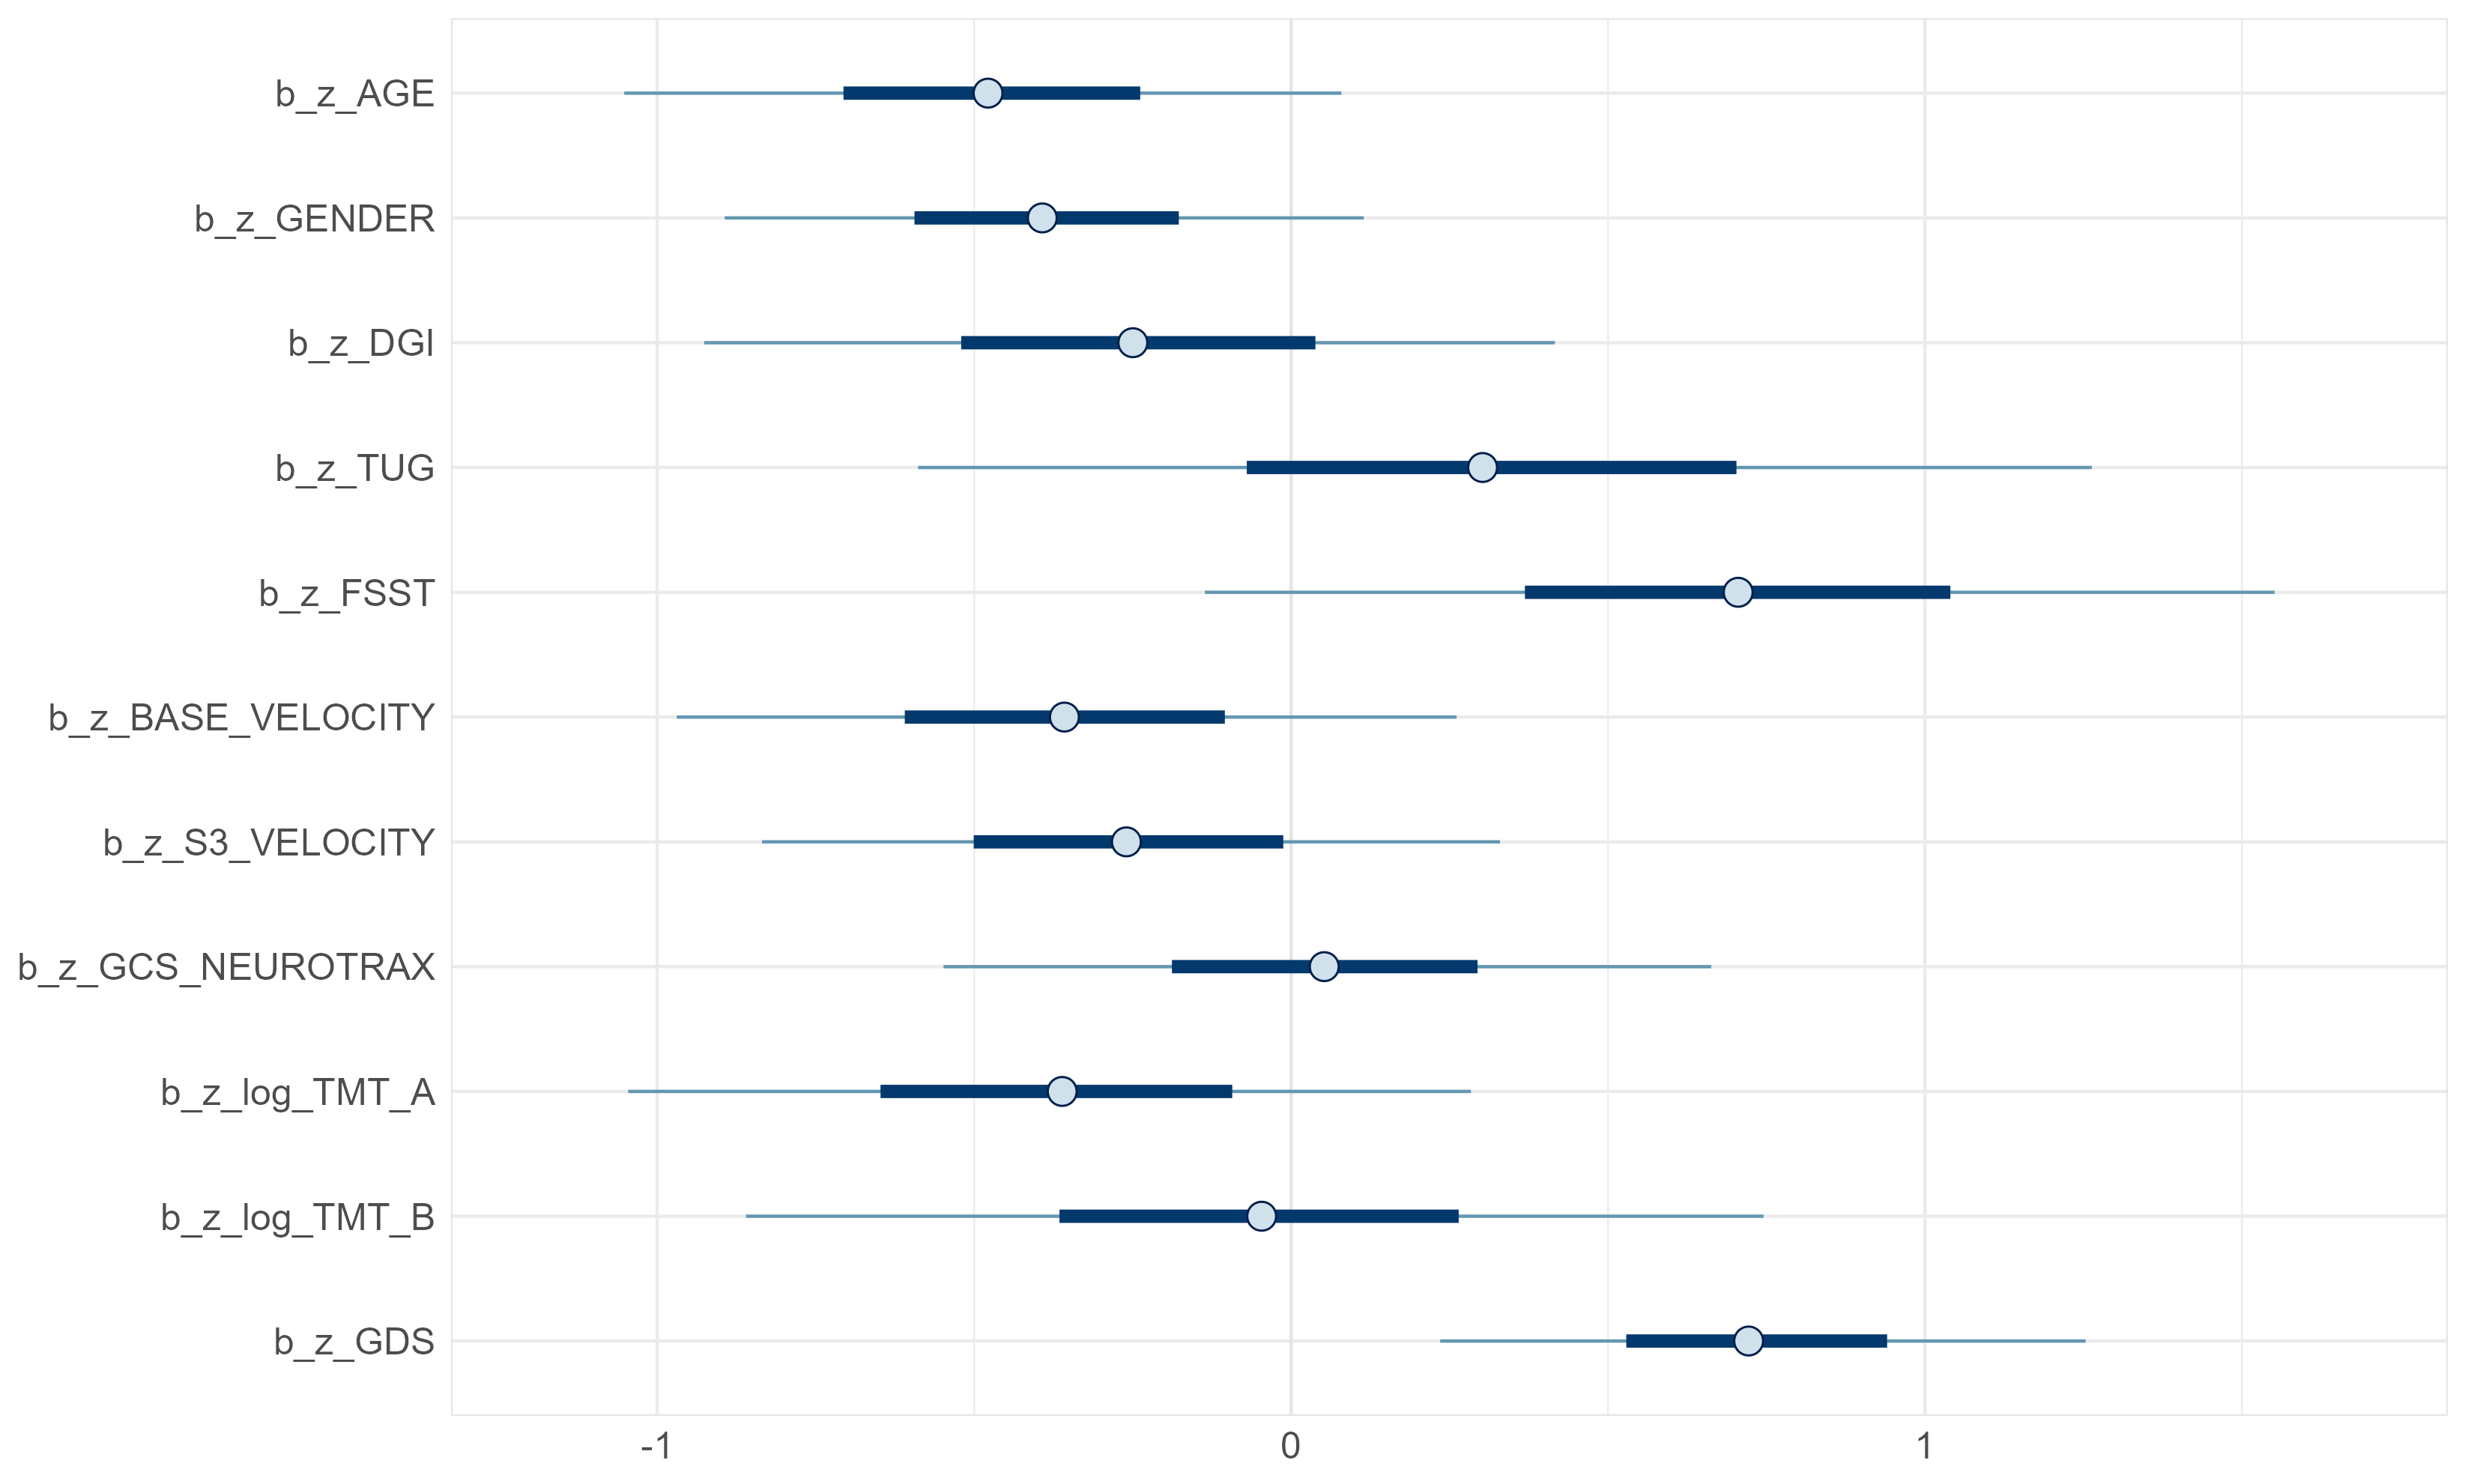 b_z_AGE
b_z_GENDER
b_z_DGI
b_z_TUG
b_z_FSST
b_z_BASE_VELOCITY
b_z_S3_VELOCITY
b_z_GCS_NEUROTRAX
b_z_log_TMT_A
b_z_log_TMT_B
b_z_GDS
-1 0 1